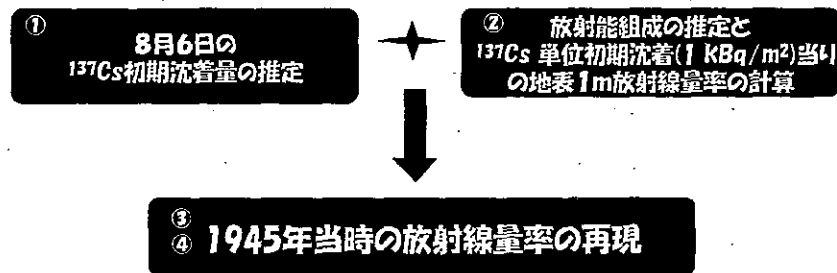 ①
8月6日の
¹³⁷Cs初期沈着量の推定
② 放射能組成の推定と
¹³⁷Cs 単位初期沈着(1 KBq/m²)当り
の地表1m放射線量率の計算
③
④ 1945年当時の放射線量率の再現